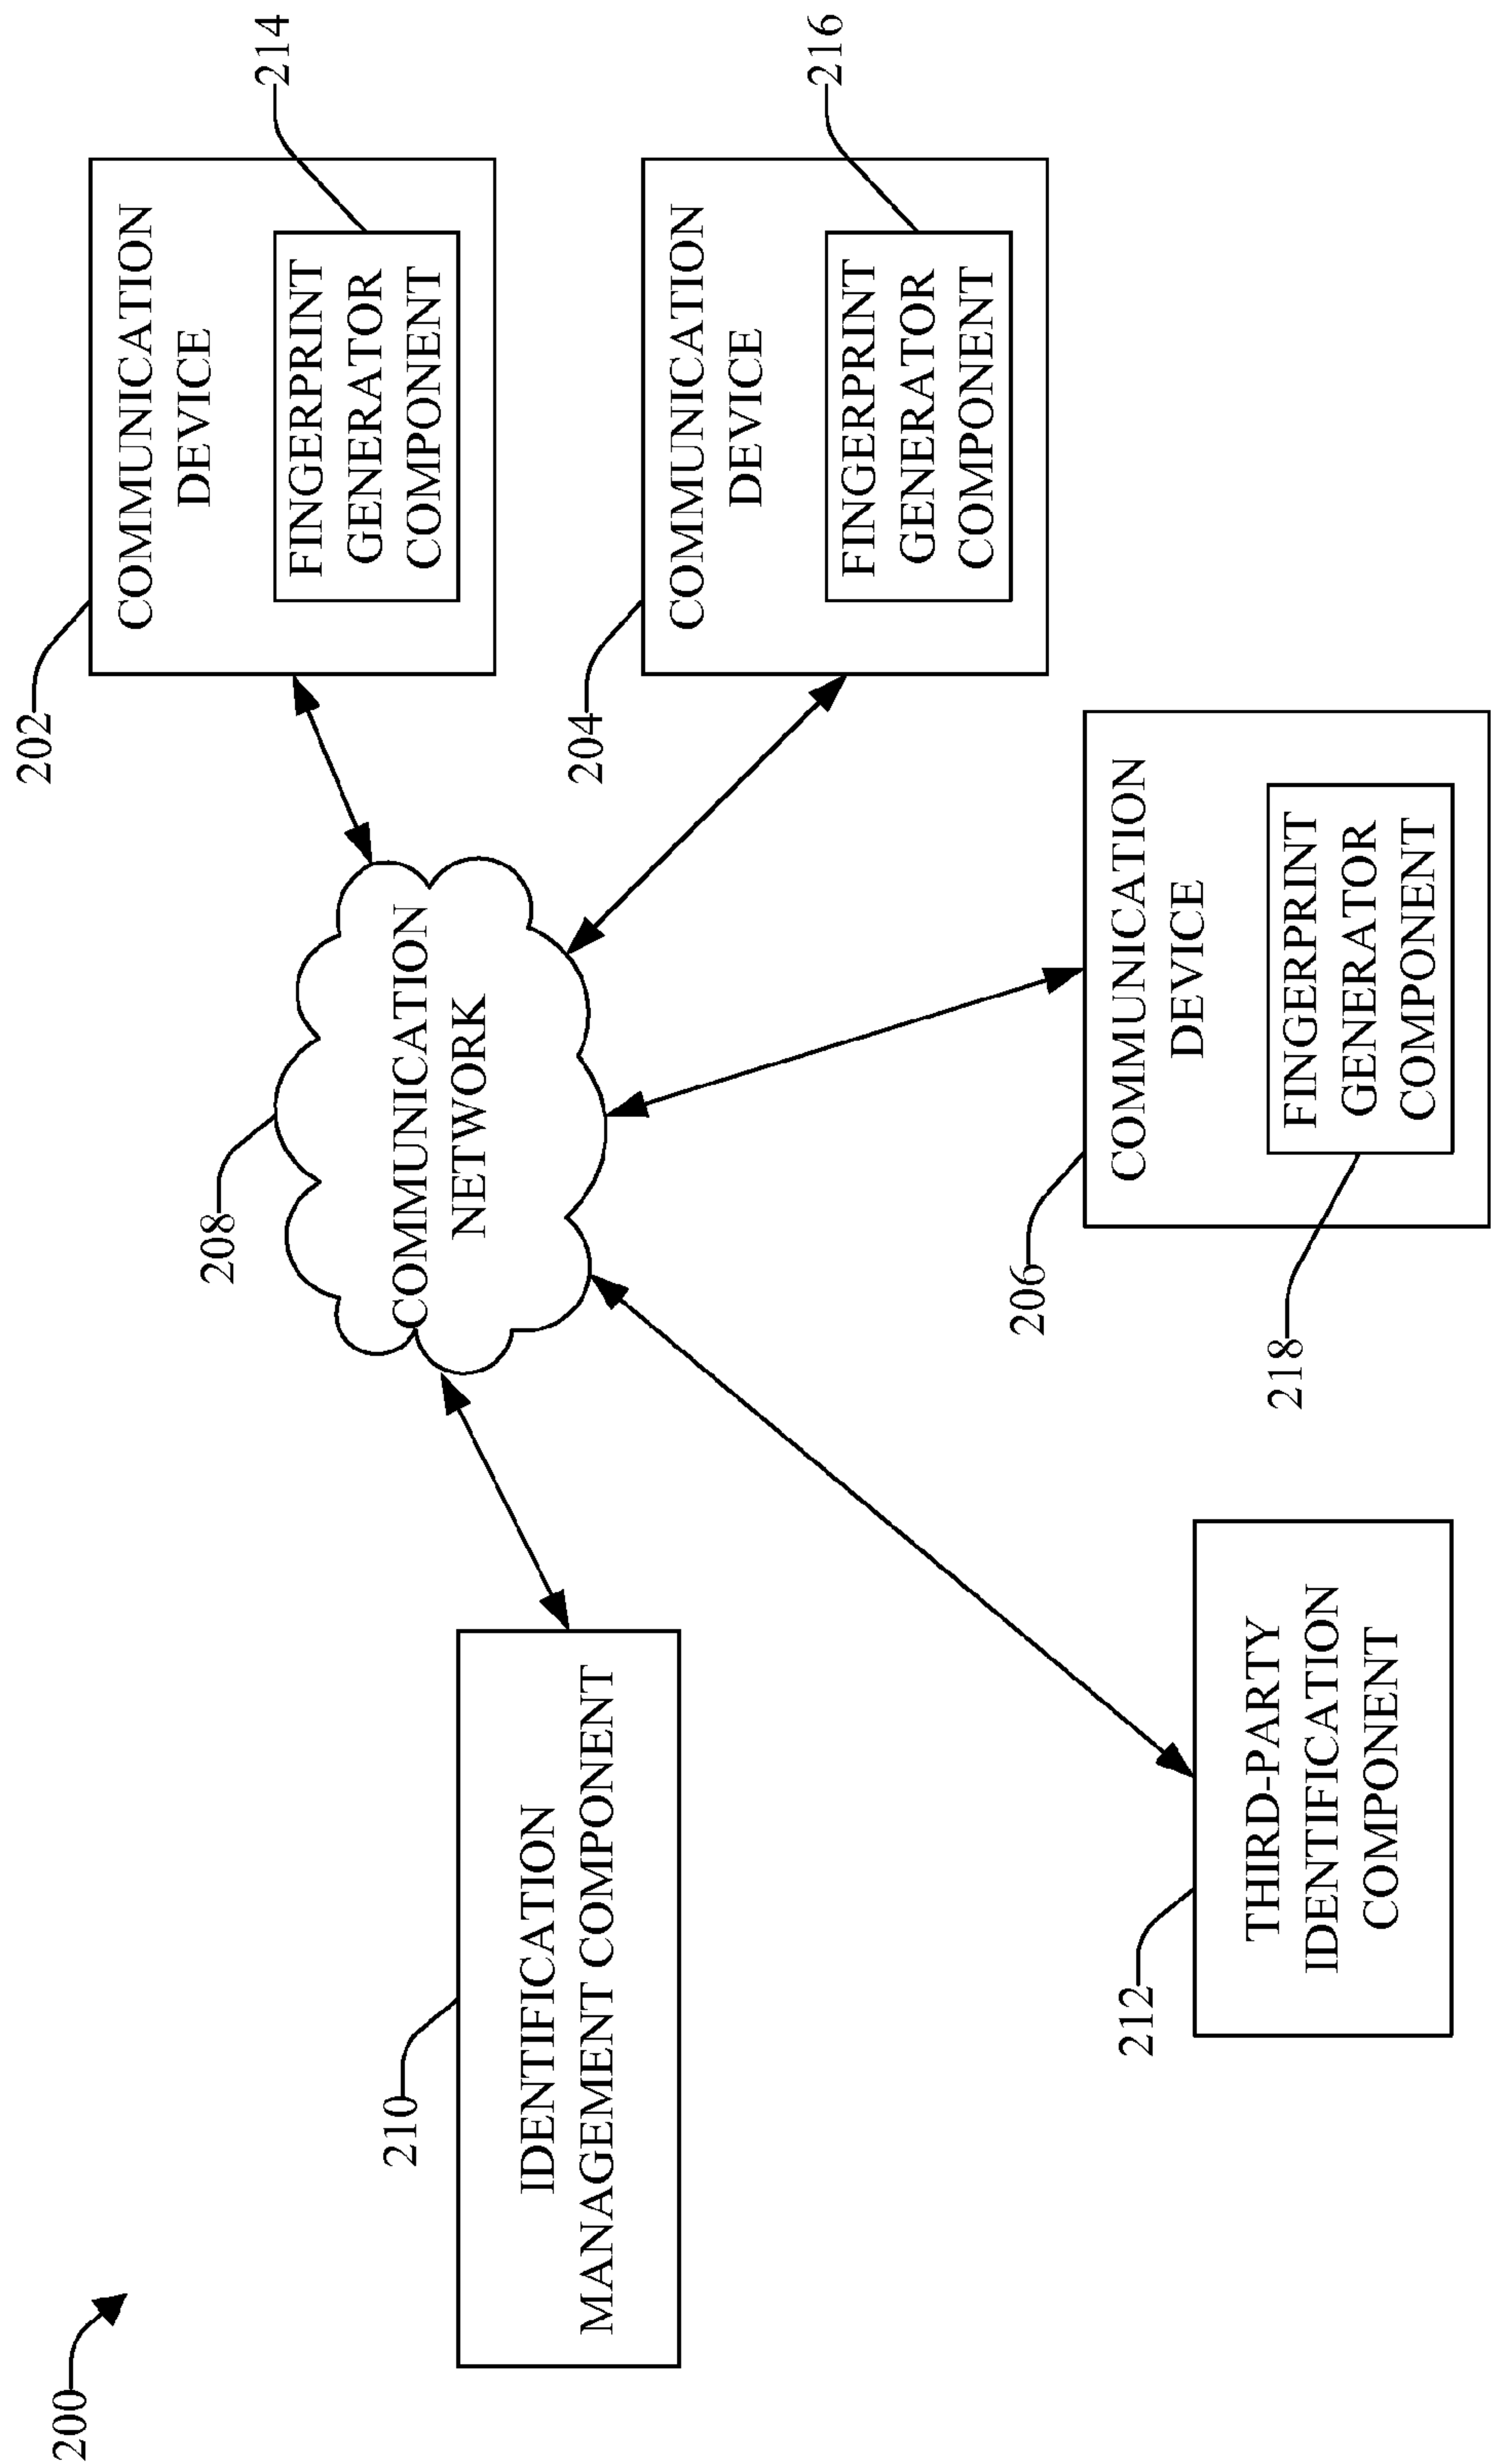 200
210
IDENTIFICATION
MANAGEMENT COMPONENT
208
COMMUNICATION
NETWORK
202
COMMUNICATION
DEVICE
FINGERPRINT
GENERATOR
COMPONENT
214
204
COMMUNICATION
DEVICE
FINGERPRINT
GENERATOR
COMPONENT
216
206
COMMUNICATION
DEVICE
FINGERPRINT
GENERATOR
COMPONENT
218
212
THIRD-PARTY
IDENTIFICATION
COMPONENT